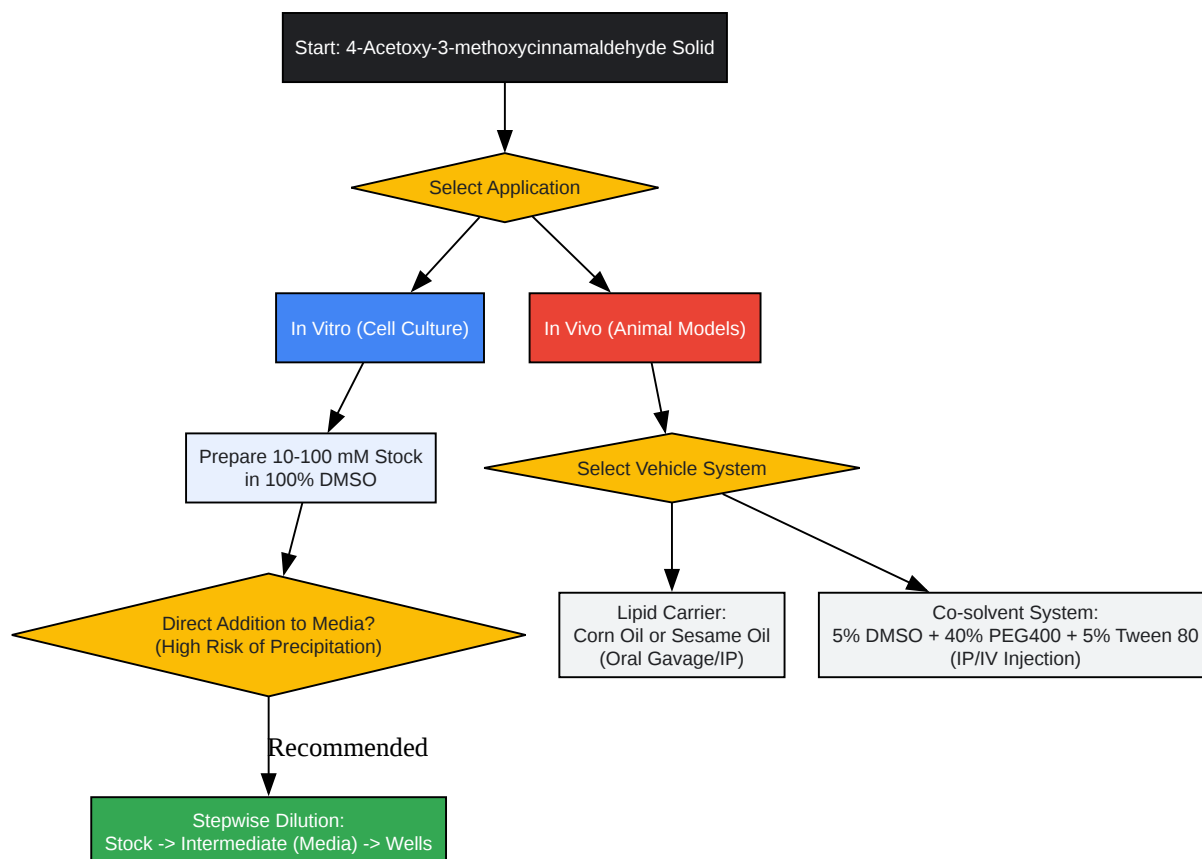 Start: 4-Acetoxy-3-methoxycinnamaldehyde Solid
Select Application
In Vitro (Cell Culture)
In Vivo (Animal Models)
Prepare 10-100 mM Stock
in 100% DMSO
Select Vehicle System
Direct Addition to Media?
(High Risk of Precipitation)
Lipid Carrier:
Corn Oil or Sesame Oil
(Oral Gavage/IP)
Co-solvent System:
5% DMSO + 40% PEG400 + 5% Tween 80
(IP/IV Injection)
Recommended
Stepwise Dilution:
Stock -> Intermediate (Media) -> Wells